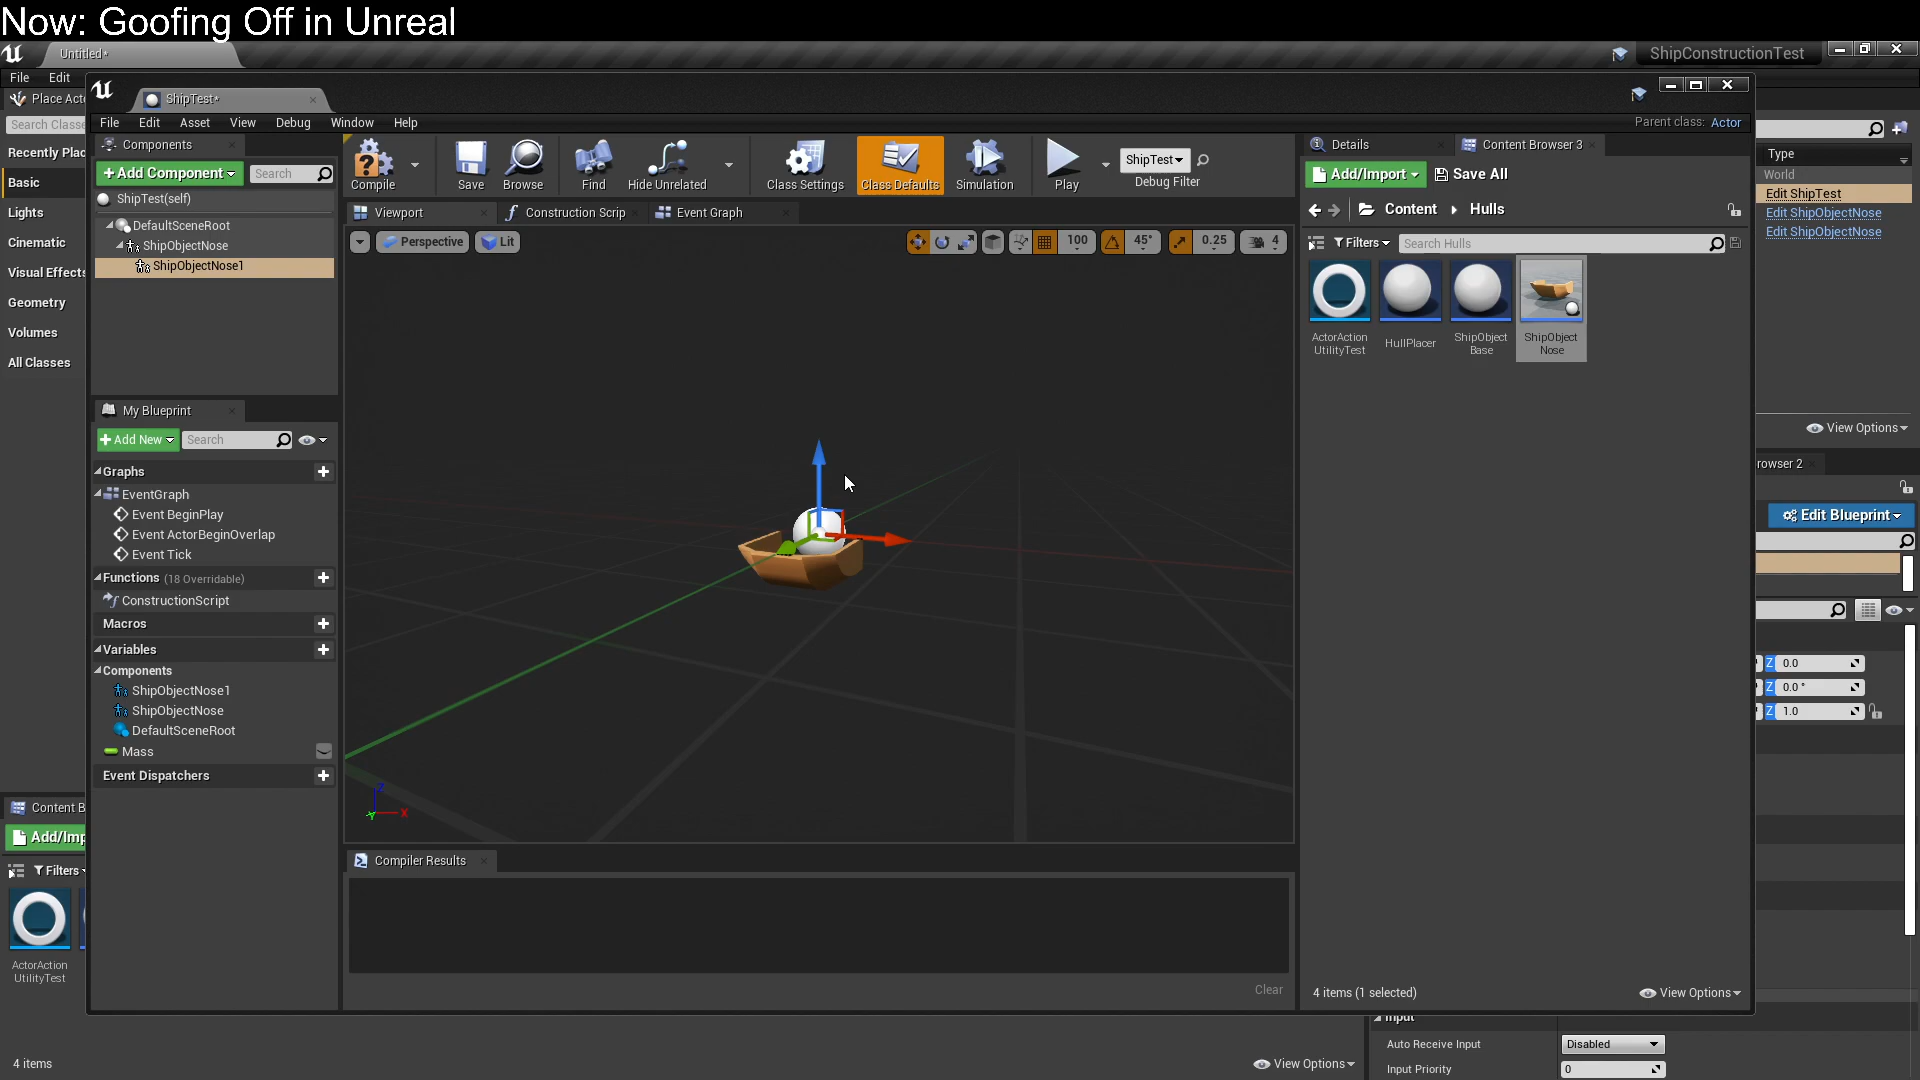 Now: Goofing Off in Unreal
Untitled*
ShipConstructionTest
File Edit
Place Act
Search Classe
Recently Plac
Basic
Lights
Cinematic
Visual Effects
Geometry
Volumes
All Classes
ShipTest*
File Edit Asset View Debug Window Help
Parent class: Actor
Components
+Add Component
Search
ShipTest(self)
DefaultSceneRoot
ShipObjectNose
ShipObjectNose1
Compile
Save
Browse
Find
Hide Unrelated
Class Settings
Class Defaults
Simulation
Play
ShipTest
Debug Filter
Viewport
Construction Scrip
Event Graph
Perspective
Lit
100
45°
0.25
4
My Blueprint
+Add New
Search
Graphs
EventGraph
Event BeginPlay
Event ActorBeginOverlap
Event Tick
Functions (18 Overridable)
ConstructionScript
Macros
Variables
Components
ShipObjectNose1
ShipObjectNose
DefaultSceneRoot
Mass
Event Dispatchers
Z
X
Y
Compiler Results
Clear
Details
Content Browser 3
Add/Import
Save All
Content
Hulls
Filters
Search Hulls
ActorAction
UtilityTest
HullPlacer
ShipObject
Base
ShipObject
Nose
4 items (1 selected)
View Options
Type
World
Edit ShipTest
Edit ShipObjectNose
Edit ShipObjectNose
View Options
rowser 2
Edit Blueprint
Z 0.0
Z 0.0 °
Z 1.0
Content B
Add/Imp
Filters
ActorAction
UtilityTest
4 items
View Options
Input
Auto Receive Input
Disabled
Input Priority
0